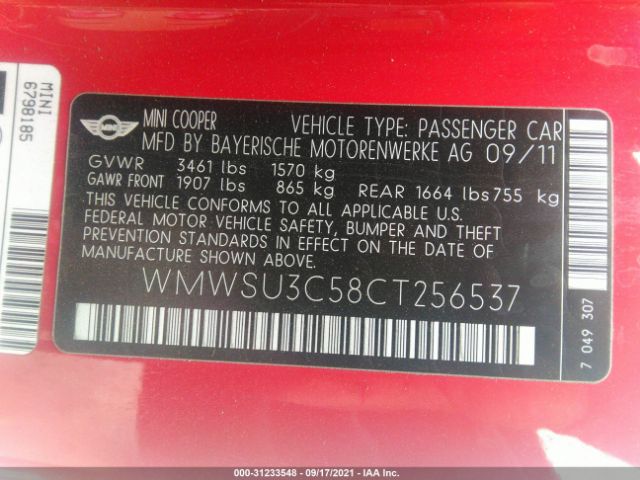 MINI
6798185
MINI
MINI COOPER
VEHICLE TYPE: PASSENGER CAR
MFD BY BAYERISCHE MOTORENWERKE AG 09/11
GVWR 3461 lbs 1570 kg
GAWR FRONT 1907 lbs 865 kg REAR 1664 lbs 755 kg
THIS VEHICLE CONFORMS TO ALL APPLICABLE U.S.
FEDERAL MOTOR VEHICLE SAFETY, BUMPER AND THEFT
PREVENTION STANDARDS IN EFFECT ON THE DATE OF
MANUFACTURE SHOWN ABOVE.
WMWSU3C58CT256537
7 049 307
000-31233548 - 09/17/2021 - IAA Inc.